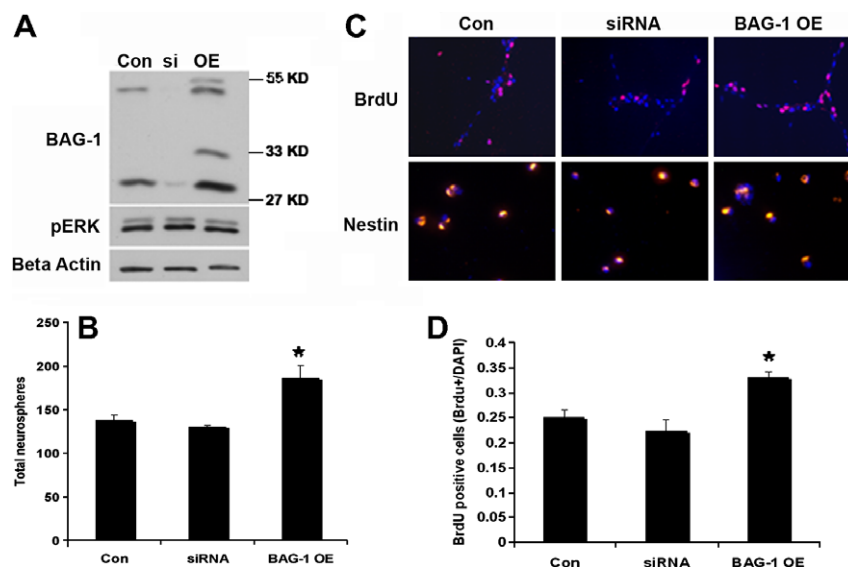 A
Con si OE
55 KD
BAG-1
33 KD
27 KD
pERK
Beta Actin
C
Con siRNA BAG-1 OE
BrdU
Nestin
B
250
200
150
100
50
0
Total neurospheres
*
Con siRNA BAG-1 OE
D
0.4
0.35
0.3
0.25
0.2
0.15
0.1
0.05
0
BrdU positive cells (Brdu+/DAPI)
*
Con siRNA BAG-1 OE